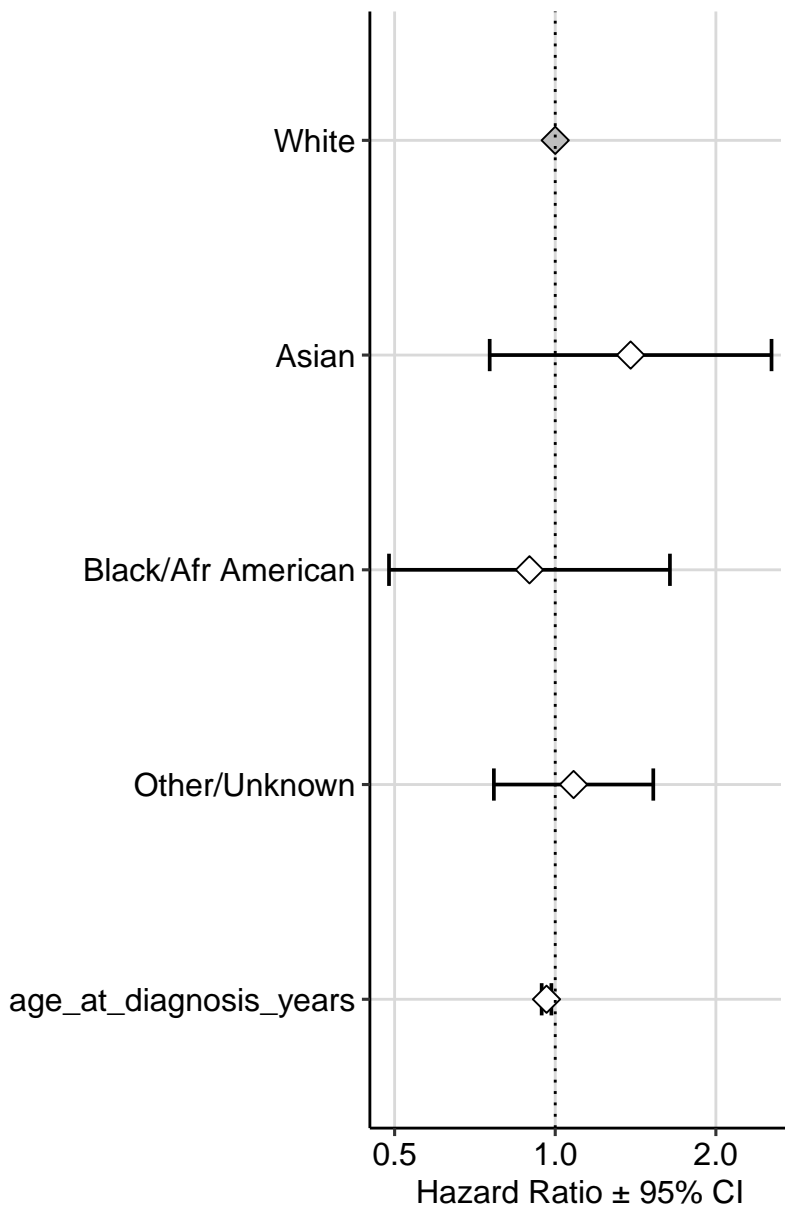 White
Asian
Black/Afr American
Other/Unknown
age_at_diagnosis_years
0.5 1.0 2.0
Hazard Ratio ± 95% CI